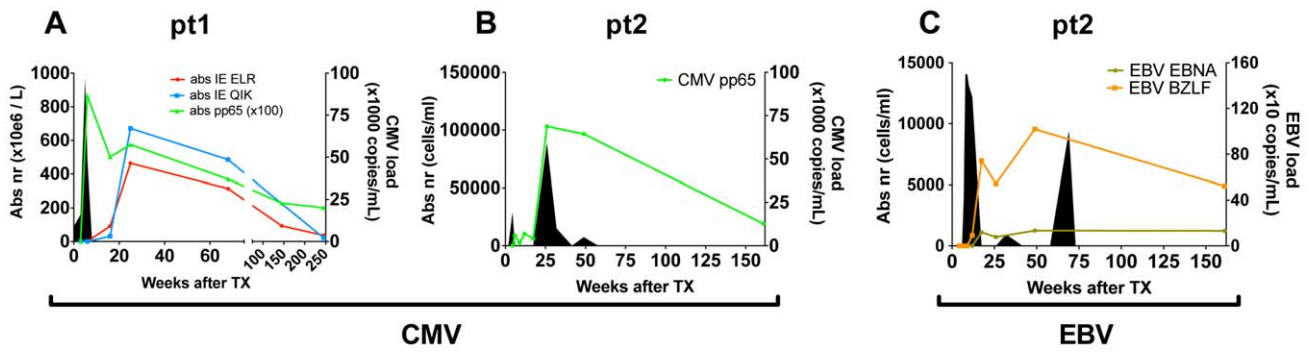 A pt1
B pt2
C pt2
abs IE ELR
abs IE QIK
abs pp65 (x100)
Abs nr (x10e6 / L)
1000
800
600
400
200
0
100
75
50
25
0
CMV load
(x1000 copies/mL)
0 20 40 60 100 150 200 250
Weeks after TX
CMV pp65
Abs nr (cells/ml)
150000
100000
50000
0
100
75
50
25
0
CMV load
(x1000 copies/mL)
0 25 50 75 100 125 150
Weeks after TX
EBV EBNA
EBV BZLF
Abs nr (cells/ml)
15000
10000
5000
0
160
120
80
40
0
EBV load
(x10 copies/mL)
0 25 50 75 100 125 150
Weeks after TX
CMV
EBV